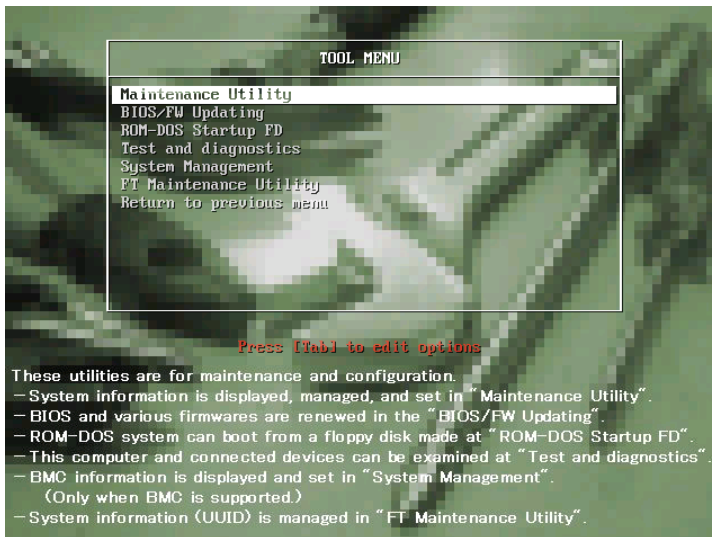 TOOL MENU
Maintenance Utility
BIOS/FW Updating
ROM-DOS Startup FD
Test and diagnostics
System Management
FT Maintenance Utility
Return to previous menu
Press [Tab] to edit options
These utilities are for maintenance and configuration.
－System information is displayed, managed, and set in “Maintenance Utility”.
－BIOS and various firmwares are renewed in the “BIOS/FW Updating”.
－ROM-DOS system can boot from a floppy disk made at “ROM-DOS Startup FD”.
－This computer and connected devices can be examined at “Test and diagnostics”.
－BMC information is displayed and set in “System Management”.
(Only when BMC is supported.)
－System information (UUID) is managed in “FT Maintenance Utility”.